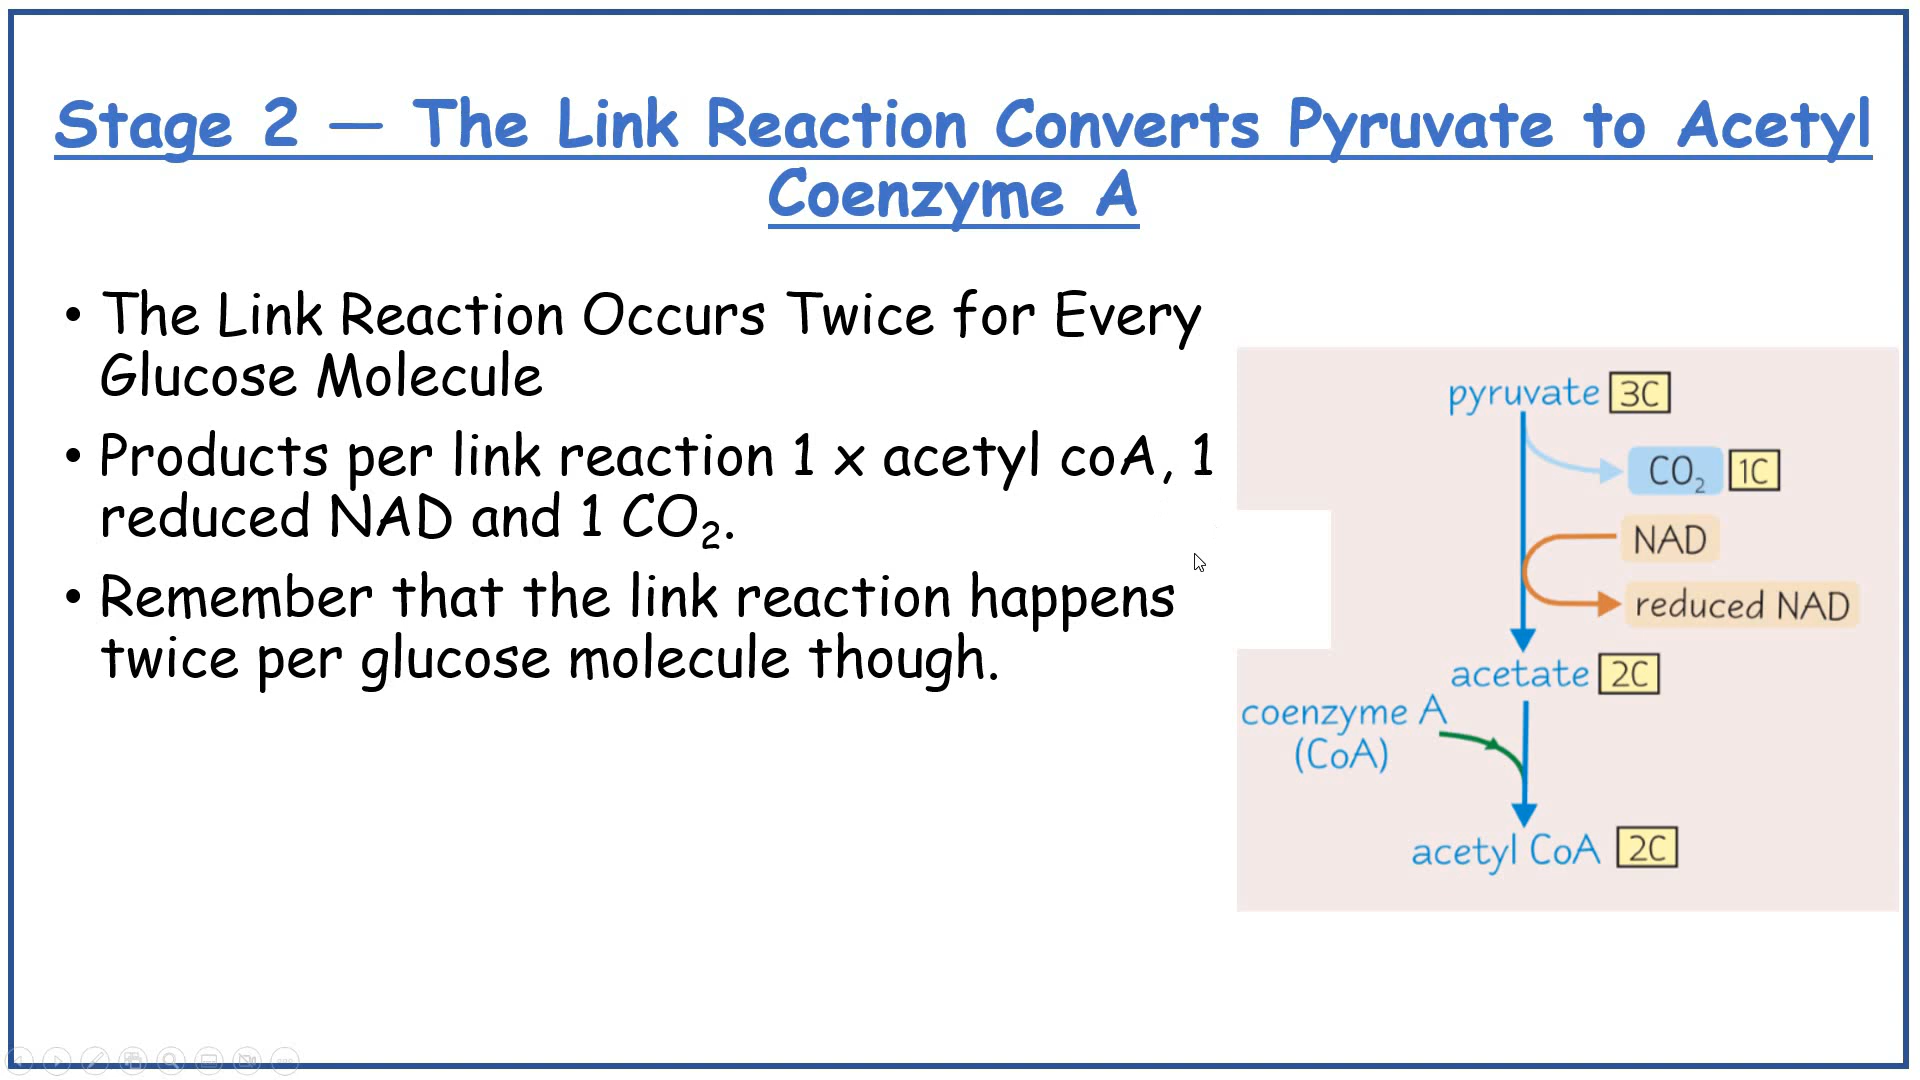 Stage 2 — The Link Reaction Converts Pyruvate to Acetyl
Coenzyme A
• The Link Reaction Occurs Twice for Every
Glucose Molecule
• Products per link reaction 1 x acetyl coA, 1
reduced NAD and 1 CO₂.
• Remember that the link reaction happens
twice per glucose molecule though.
pyruvate 3C
CO₂ 1C
NAD
reduced NAD
acetate 2C
coenzyme A
(CoA)
acetyl CoA 2C